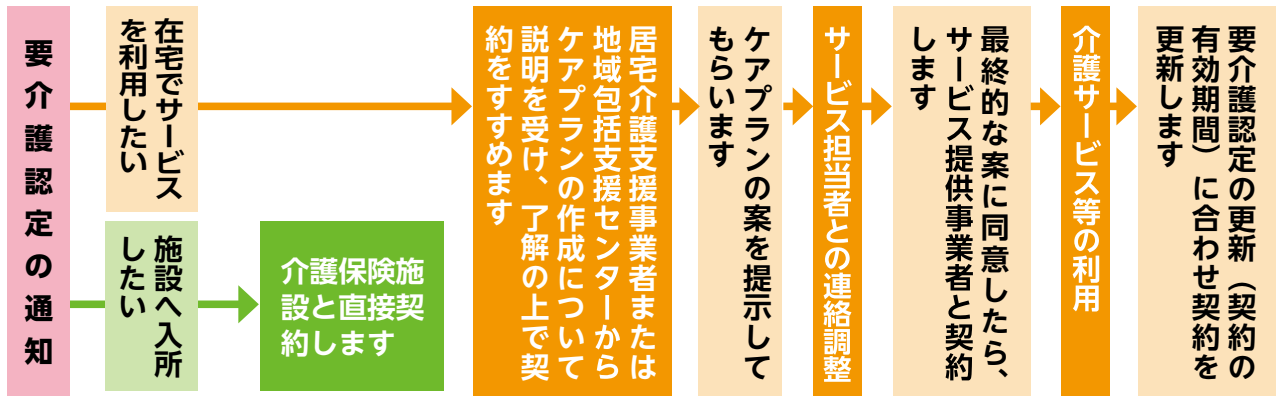 要介護認定の通知
在宅でサービス
を利用したい
施設へ入所
したい
介護保険施
設と直接契
約します
居宅介護支援事業者または
地域包括支援センターから
ケアプランの作成について
説明を受け、了解の上で契
約をすすめます
ケアプランの案を提示して
もらいます
サービス担当者との連絡調整
最終的な案に同意したら、
サービス提供事業者と契約
します
介護サービス等の利用
要介護認定の更新（契約の
有効期間）に合わせ契約を
更新します